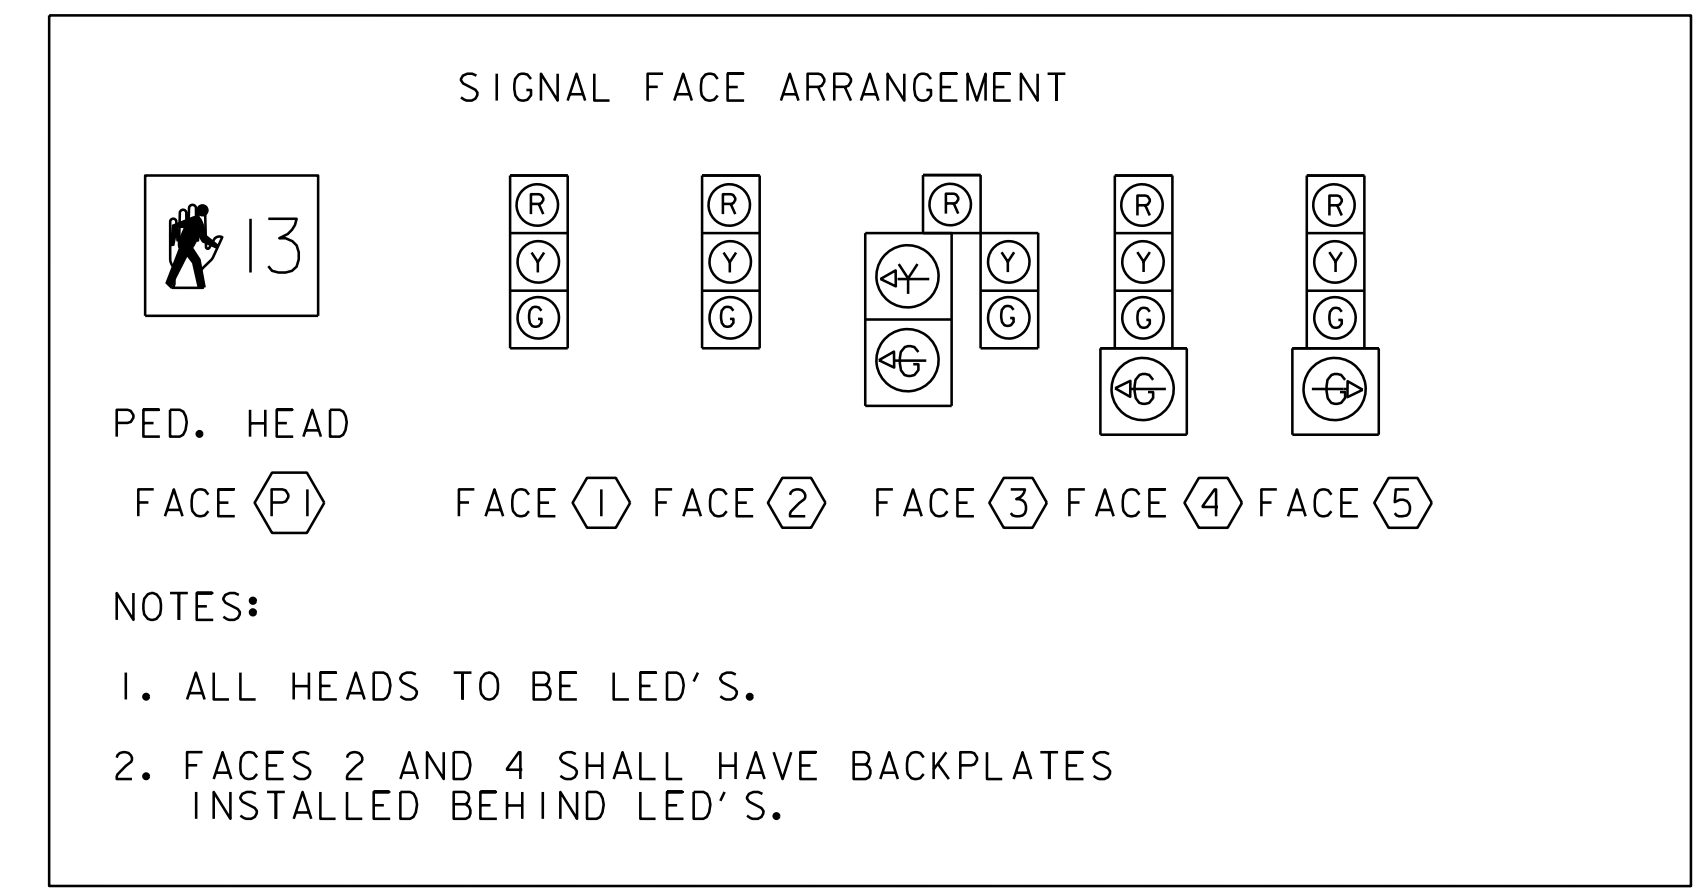 SIGNAL FACE ARRANGEMENT
13
R R R R R
Y Y Y Y Y Y
G G G G G G
G G
PED. HEAD
FACE P1 FACE 1 FACE 2 FACE 3 FACE 4 FACE 5
NOTES:
1. ALL HEADS TO BE LED'S.
2. FACES 2 AND 4 SHALL HAVE BACKPLATES
INSTALLED BEHIND LED'S.